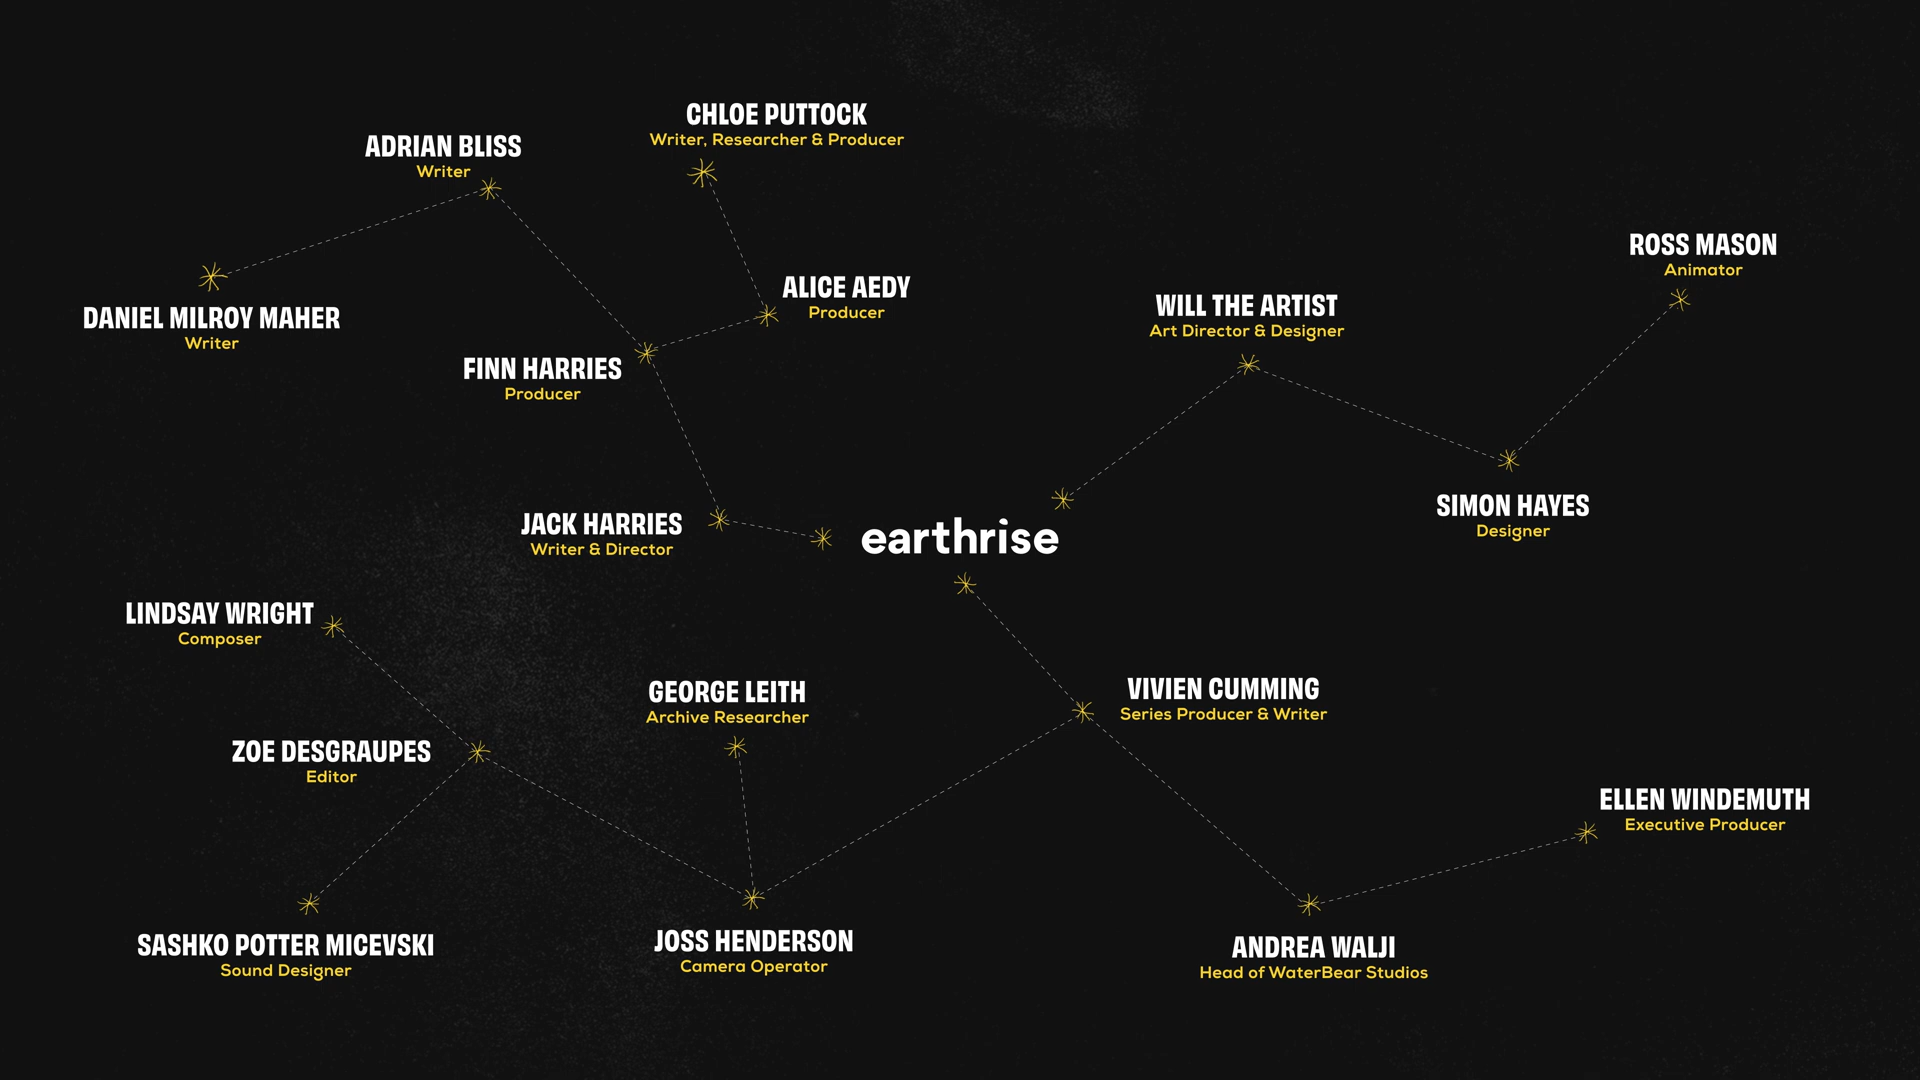 CHLOE PUTTOCK
Writer, Researcher & Producer
ADRIAN BLISS
Writer
DANIEL MILROY MAHER
Writer
ALICE AEDY
Producer
FINN HARRIES
Producer
JACK HARRIES
Writer & Director
earthrise
WILL THE ARTIST
Art Director & Designer
ROSS MASON
Animator
SIMON HAYES
Designer
LINDSAY WRIGHT
Composer
ZOE DESGRAUPES
Editor
SASHKO POTTER MICEVSKI
Sound Designer
GEORGE LEITH
Archive Researcher
JOSS HENDERSON
Camera Operator
VIVIEN CUMMING
Series Producer & Writer
ELLEN WINDEMUTH
Executive Producer
ANDREA WALJI
Head of WaterBear Studios